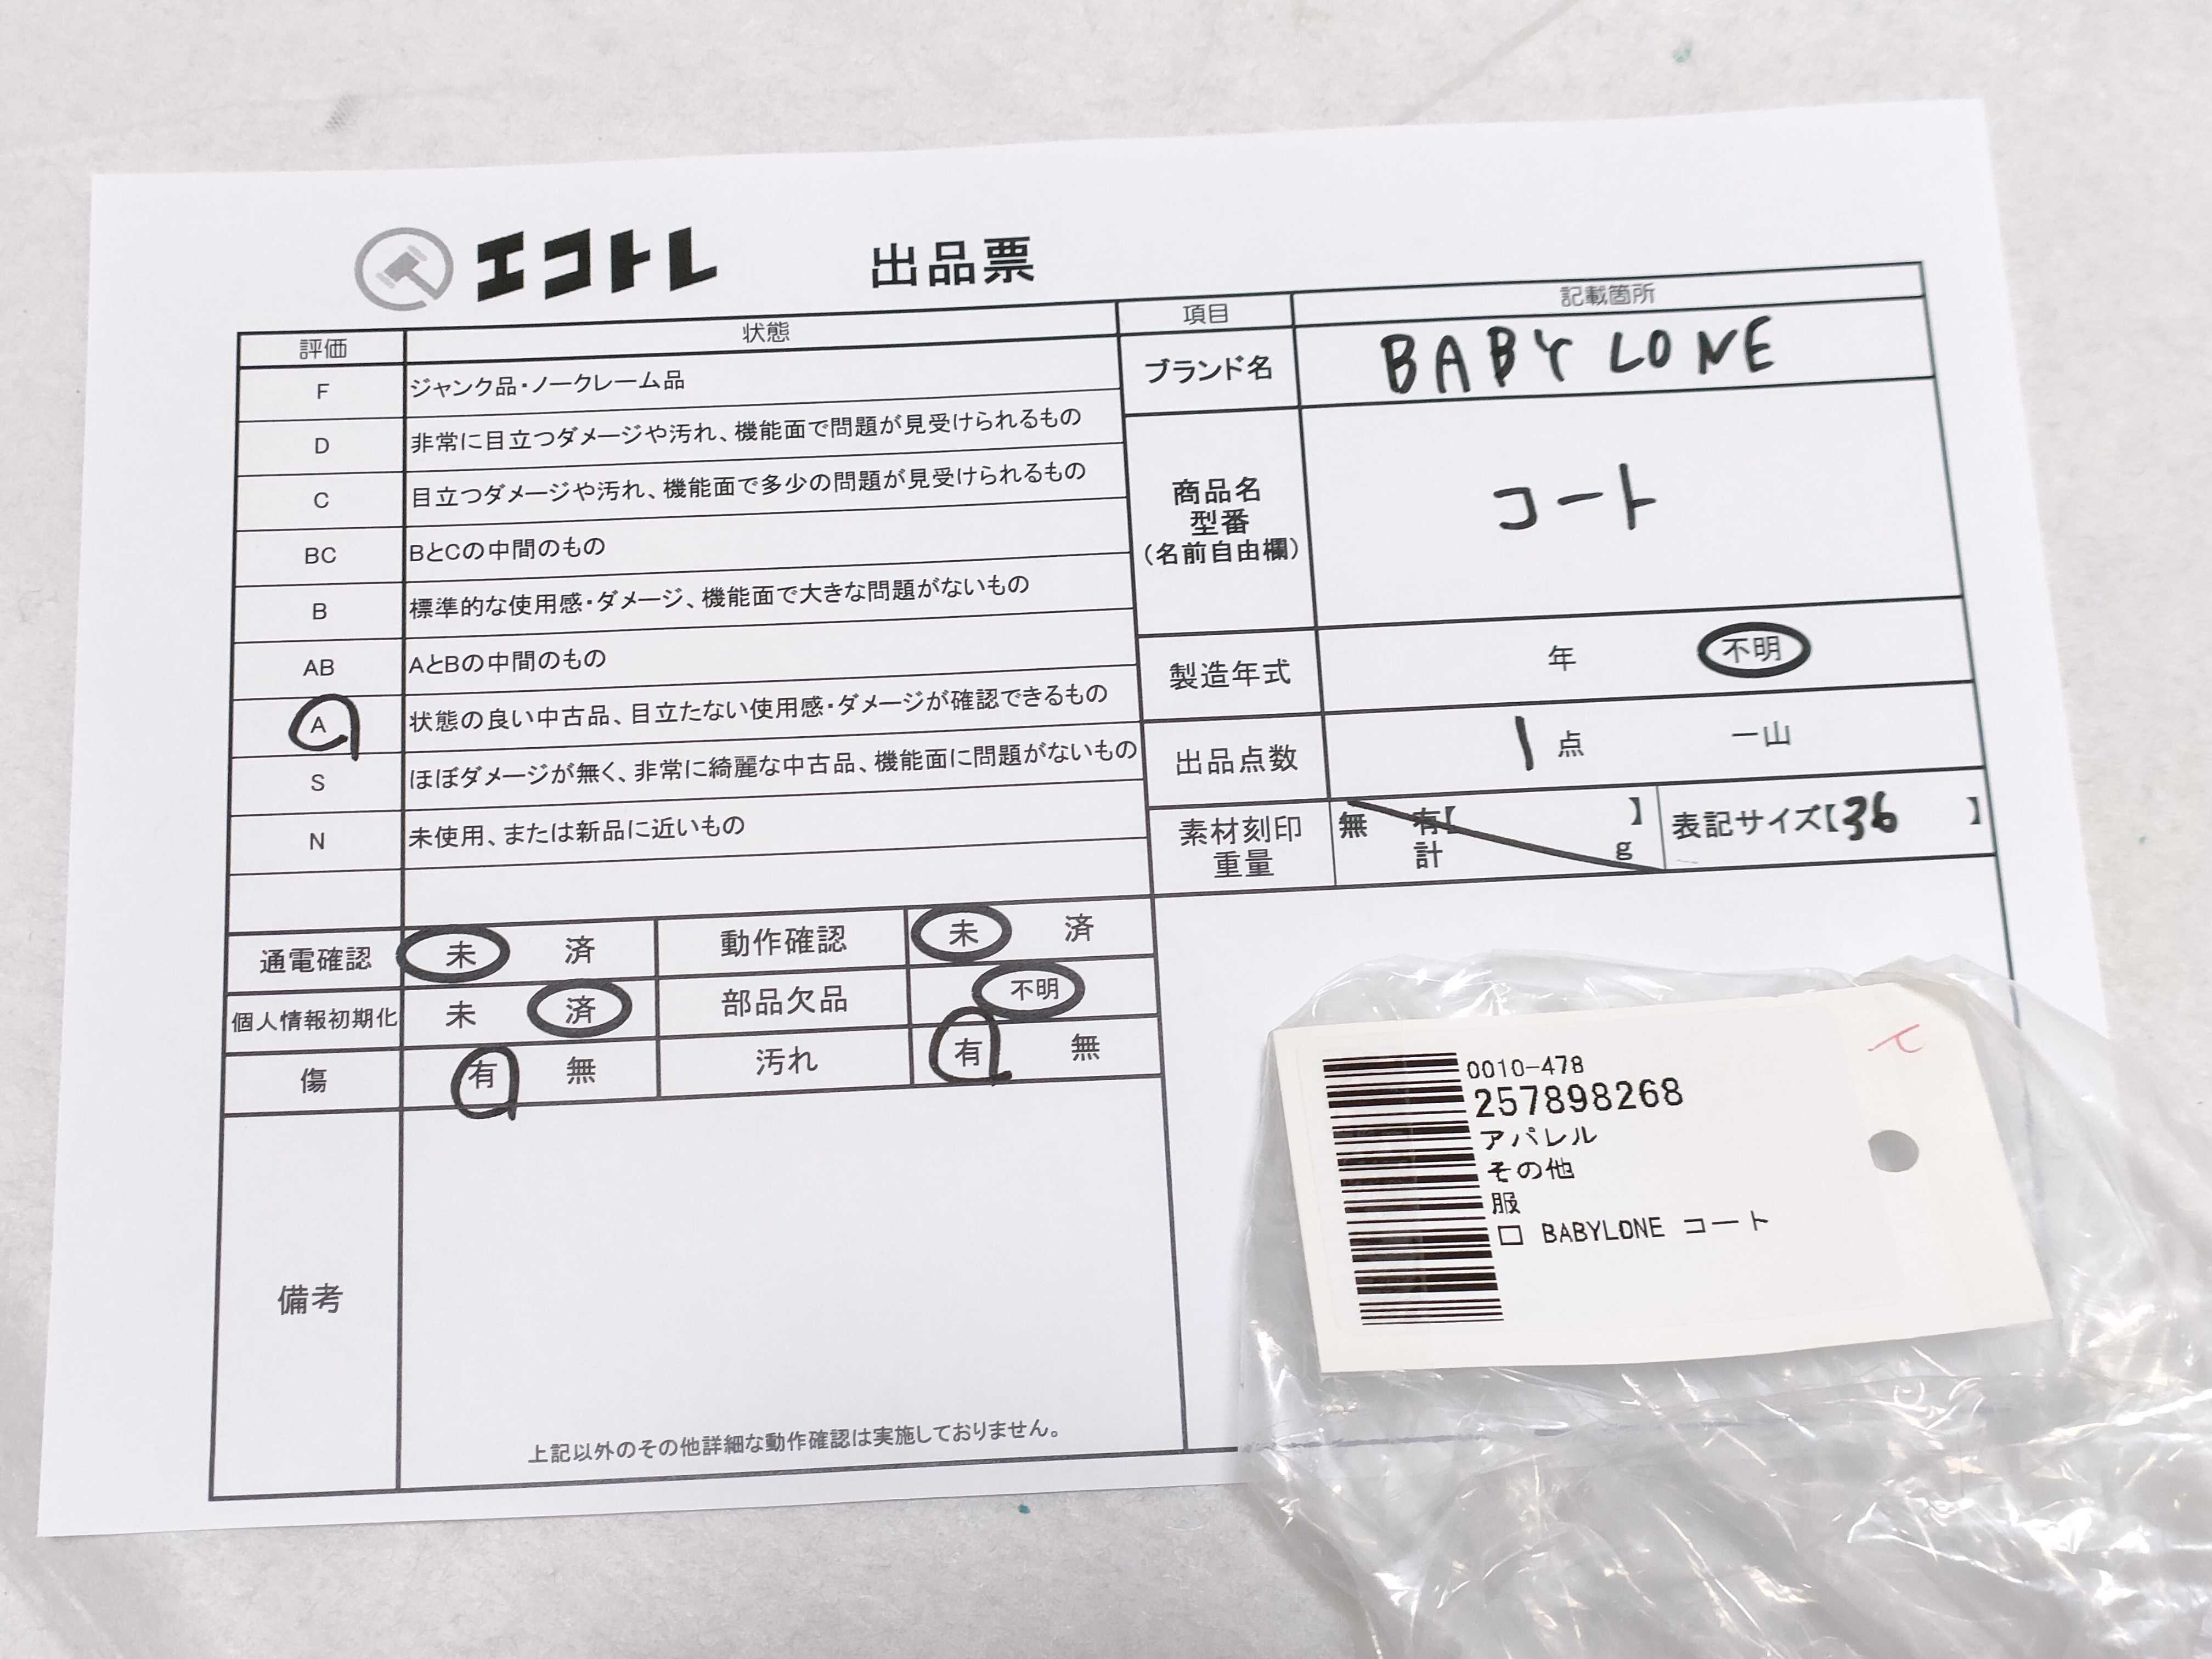 エコトレ 出品票
評価 状態
F ジャンク品・ノークレーム品
D 非常に目立つダメージや汚れ、機能面で問題が見受けられるもの
C 目立つダメージや汚れ、機能面で多少の問題が見受けられるもの
BC BとCの中間のもの
B 標準的な使用感・ダメージ、機能面で大きな問題がないもの
AB AとBの中間のもの
A 状態の良い中古品、目立たない使用感・ダメージが確認できるもの
S ほぼダメージが無く、非常に綺麗な中古品、機能面に問題がないもの
N 未使用、または新品に近いもの
項目 記載箇所
ブランド名 BABYLONE
商品名
型番
(名前自由欄)
コート
製造年式 年 不明
出品点数 1 点 一山
素材刻印 無 有【 】 表記サイズ【36 】
重量 計 g
通電確認 未 済 動作確認 未 済
個人情報初期化 未 済 部品欠品 不明
傷 有 無 汚れ 有 無
備考
上記以外のその他詳細な動作確認は実施しておりません。
0010-478
257898268
アパレル
その他
服
□ BABYLONE コート